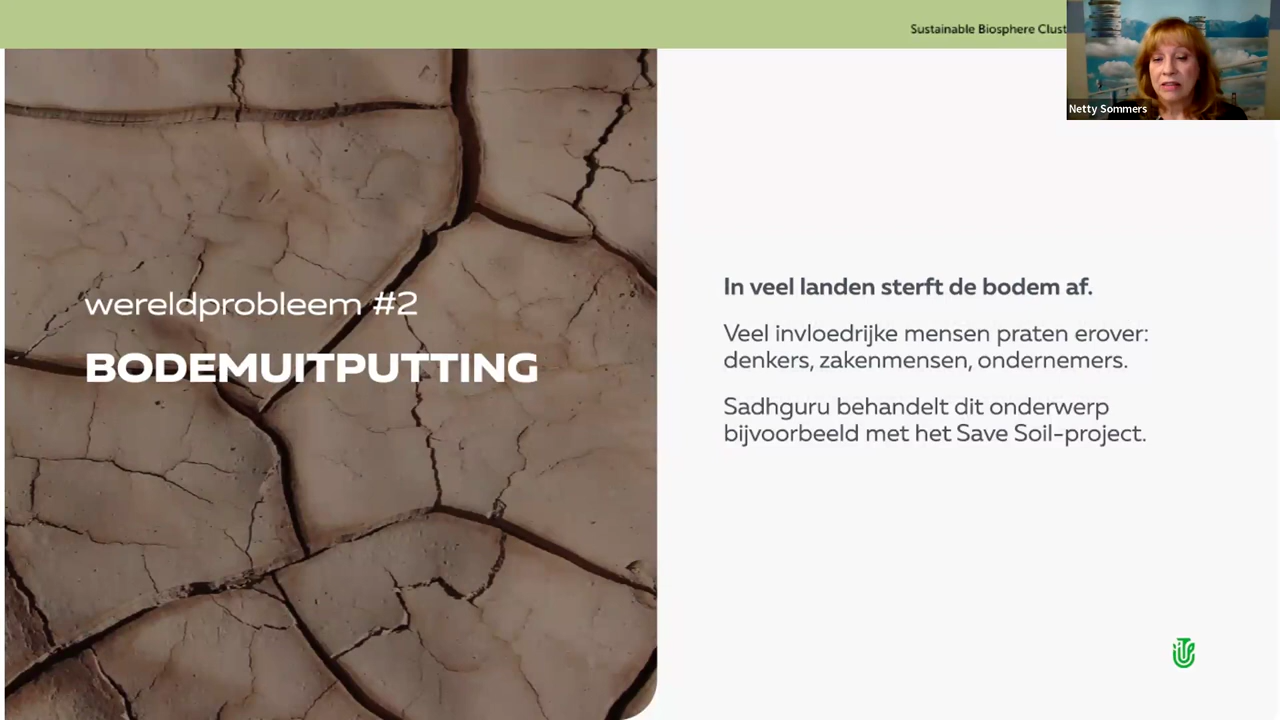 Sustainable Biosphere Clust
Netty Sommers
wereldprobleem #2
BODEMUITPUTTING
In veel landen sterft de bodem af.
Veel invloedrijke mensen praten erover:
denkers, zakenmensen, ondernemers.
Sadhguru behandelt dit onderwerp
bijvoorbeeld met het Save Soil-project.